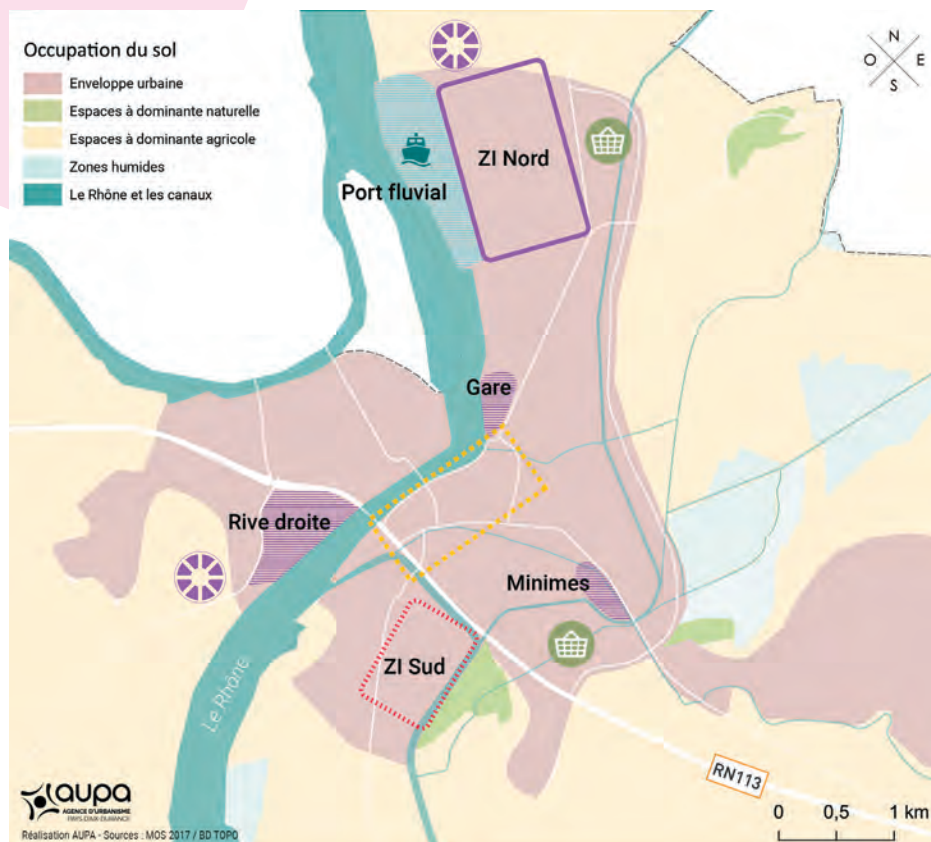 Occupation du sol
Enveloppe urbaine
Espaces à dominante naturelle
Espaces à dominante agricole
Zones humides
Le Rhône et les canaux
N
O E
S
ZI Nord
Port fluvial
Gare
Rive droite
Minimes
ZI Sud
Le Rhône
RN113
aupa
AGENCE D'URBANISME
PAYS D'AIX-DURANCE
0 0,5 1 km
Réalisation AUPA - Sources : MOS 2017 / BD TOPO